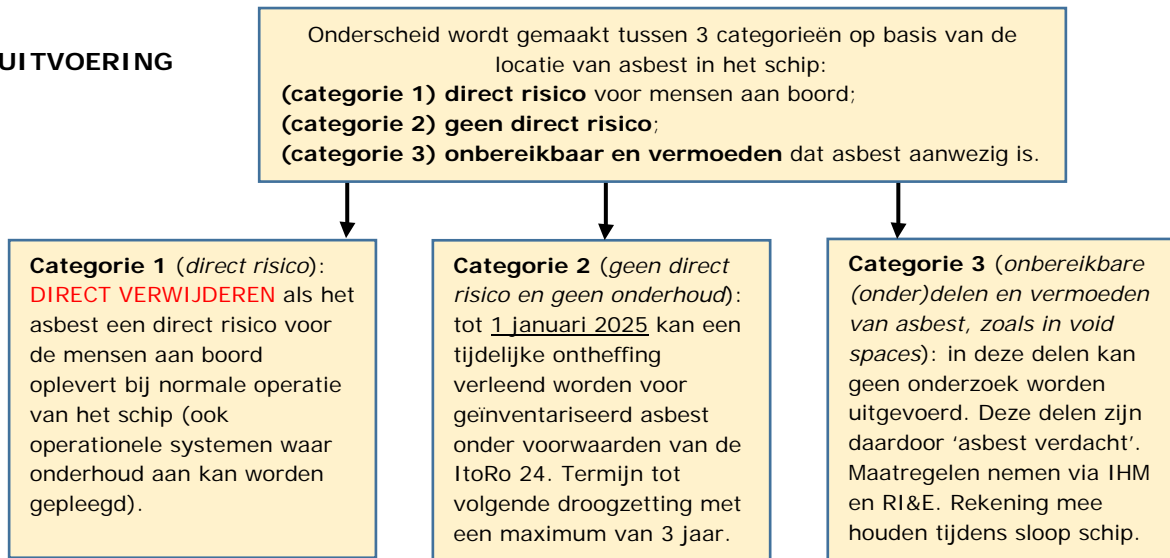 UITVOERING
Onderscheid wordt gemaakt tussen 3 categorieën op basis van de
locatie van asbest in het schip:
(categorie 1) direct risico voor mensen aan boord;
(categorie 2) geen direct risico;
(categorie 3) onbereikbaar en vermoeden dat asbest aanwezig is.
Categorie 1 (direct risico):
DIRECT VERWIJDEREN als het
asbest een direct risico voor
de mensen aan boord
oplevert bij normale operatie
van het schip (ook
operationele systemen waar
onderhoud aan kan worden
gepleegd).
Categorie 2 (geen direct
risico en geen onderhoud):
tot 1 januari 2025 kan een
tijdelijke ontheffing
verleend worden voor
geïnventariseerd asbest
onder voorwaarden van de
ItoRo 24. Termijn tot
volgende droogzetting met
een maximum van 3 jaar.
Categorie 3 (onbereikbare
(onder)delen en vermoeden
van asbest, zoals in void
spaces): in deze delen kan
geen onderzoek worden
uitgevoerd. Deze delen zijn
daardoor ‘asbest verdacht’.
Maatregelen nemen via IHM
en RI&E. Rekening mee
houden tijdens sloop schip.